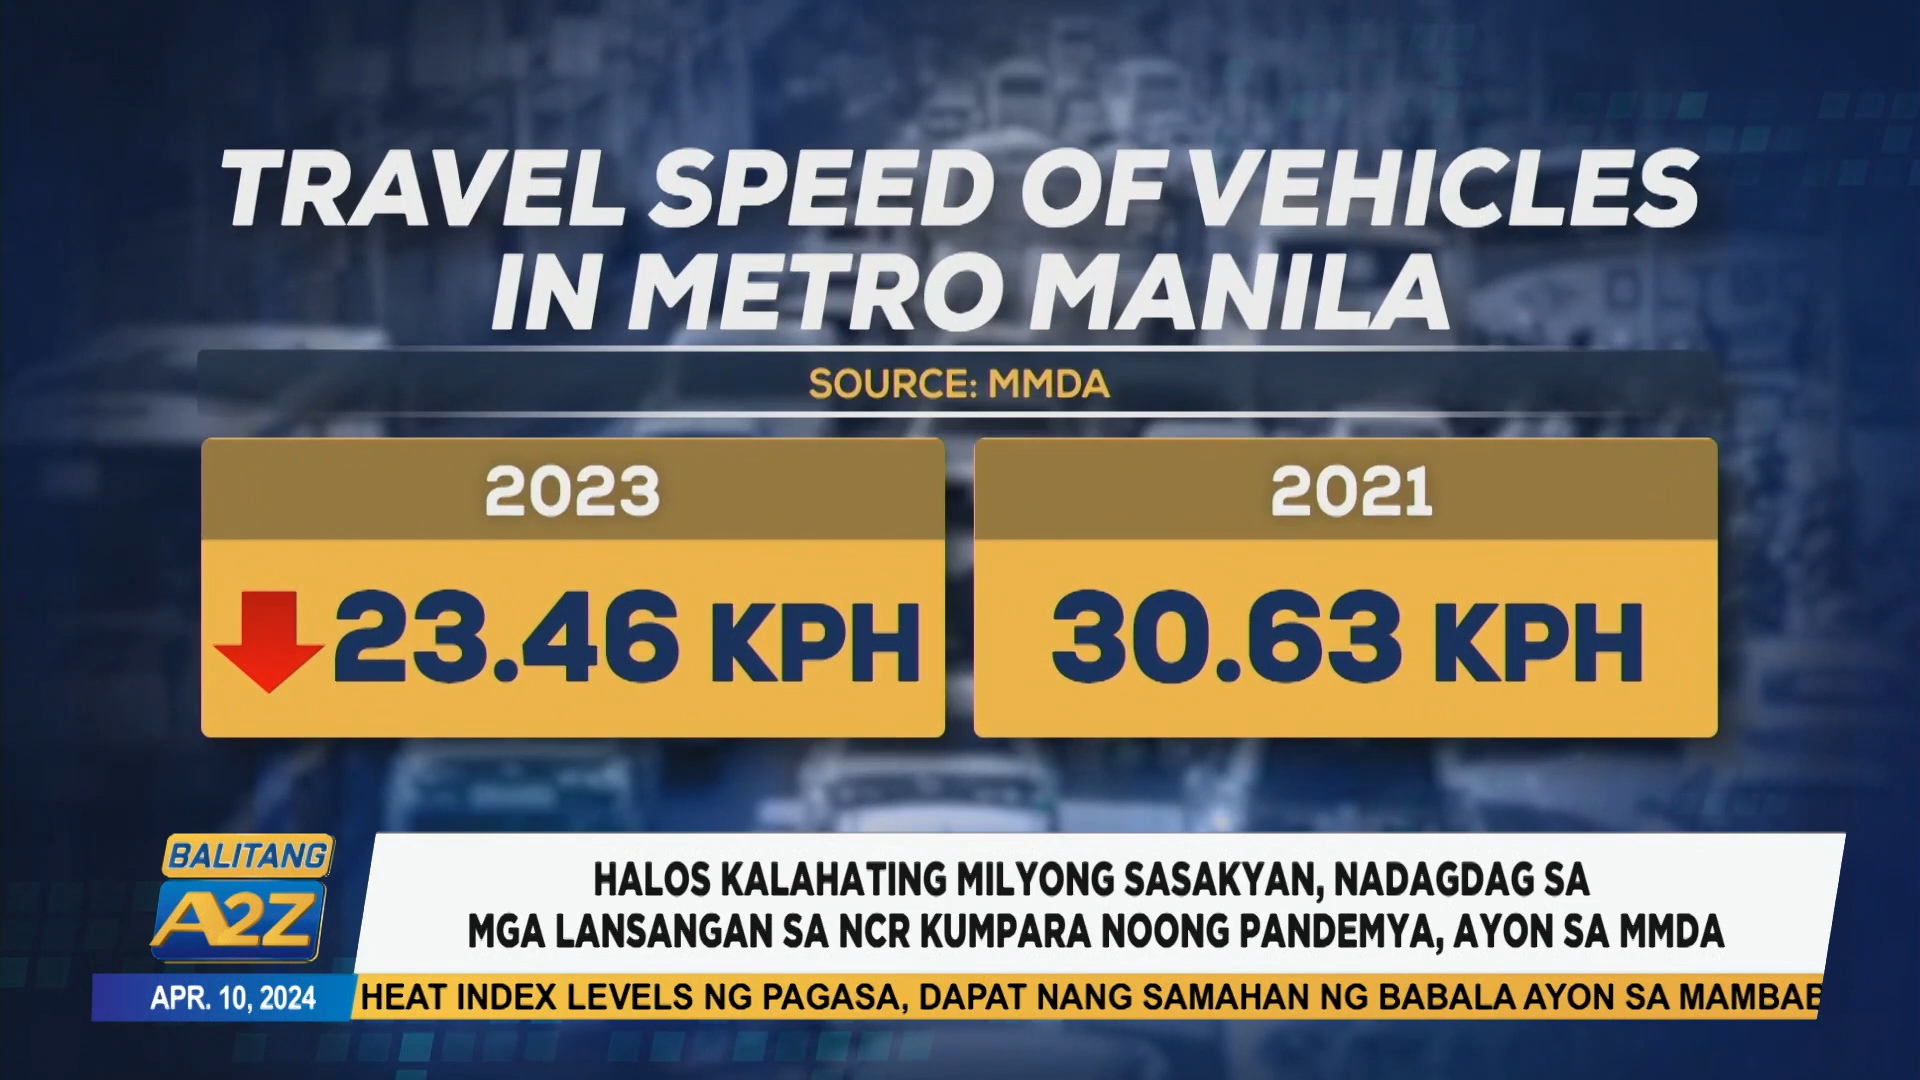 TRAVEL SPEED OF VEHICLES
IN METRO MANILA
SOURCE: MMDA
2023
23.46 KPH
2021
30.63 KPH
BALITANG
A2Z
HALOS KALAHATING MILYONG SASAKYAN, NADAGDAG SA
MGA LANSANGAN SA NCR KUMPARA NOONG PANDEMYA, AYON SA MMDA
APR. 10, 2024
HEAT INDEX LEVELS NG PAGASA, DAPAT NANG SAMAHAN NG BABALA AYON SA MAMBAB